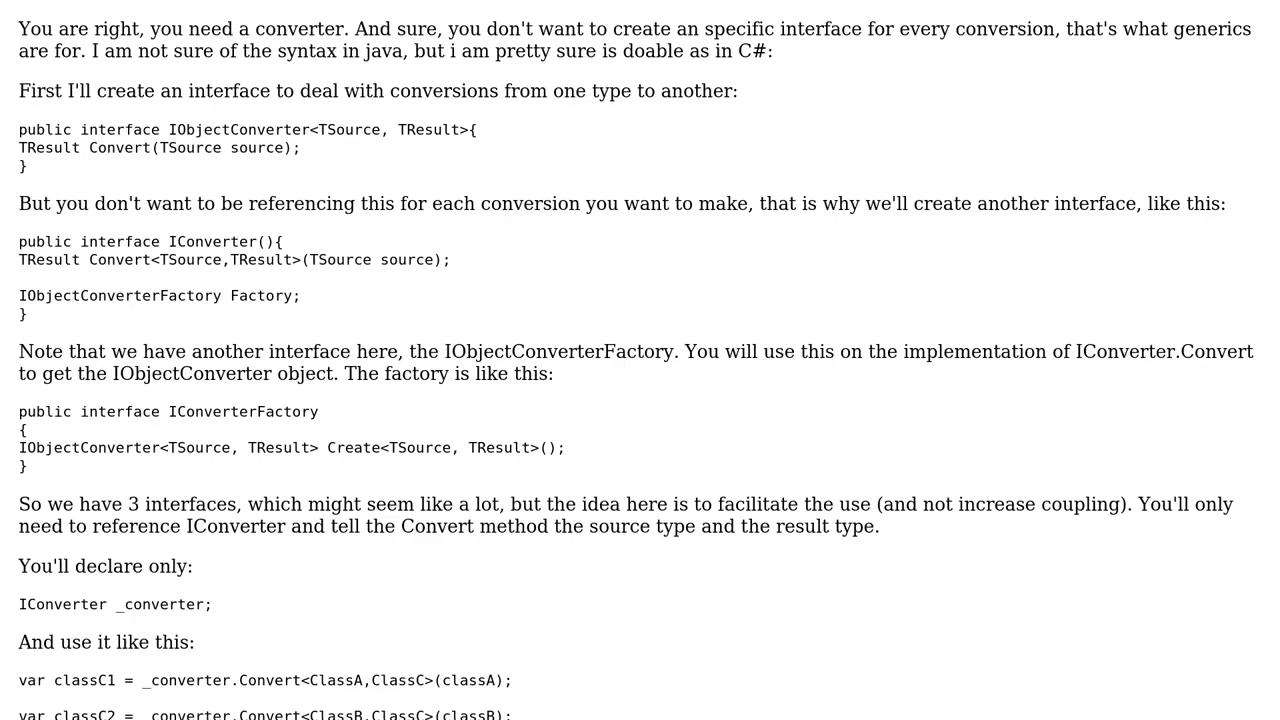 You are right, you need a converter. And sure, you don't want to create an specific interface for every conversion, that's what generics
are for. I am not sure of the syntax in java, but i am pretty sure is doable as in C#:
First I'll create an interface to deal with conversions from one type to another:
public interface IObjectConverter<TSource, TResult>{
TResult Convert(TSource source);
}
But you don't want to be referencing this for each conversion you want to make, that is why we'll create another interface, like this:
public interface IConverter(){
TResult Convert<TSource,TResult>(TSource source);
IObjectConverterFactory Factory;
}
Note that we have another interface here, the IObjectConverterFactory. You will use this on the implementation of IConverter.Convert
to get the IObjectConverter object. The factory is like this:
public interface IConverterFactory
{
IObjectConverter<TSource, TResult> Create<TSource, TResult>();
}
So we have 3 interfaces, which might seem like a lot, but the idea here is to facilitate the use (and not increase coupling). You'll only
need to reference IConverter and tell the Convert method the source type and the result type.
You'll declare only:
IConverter _converter;
And use it like this:
var classC1 = _converter.Convert<ClassA,ClassC>(classA);
var classC2 = _converter.Convert<ClassB,ClassC>(classB);